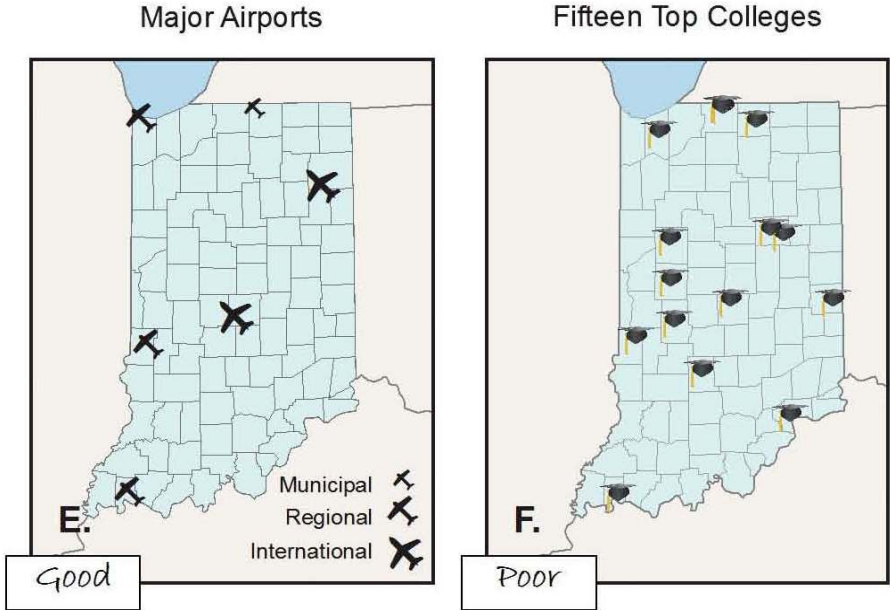 Major Airports
Municipal
Regional
International
E.
Good
Fifteen Top Colleges
F.
Poor